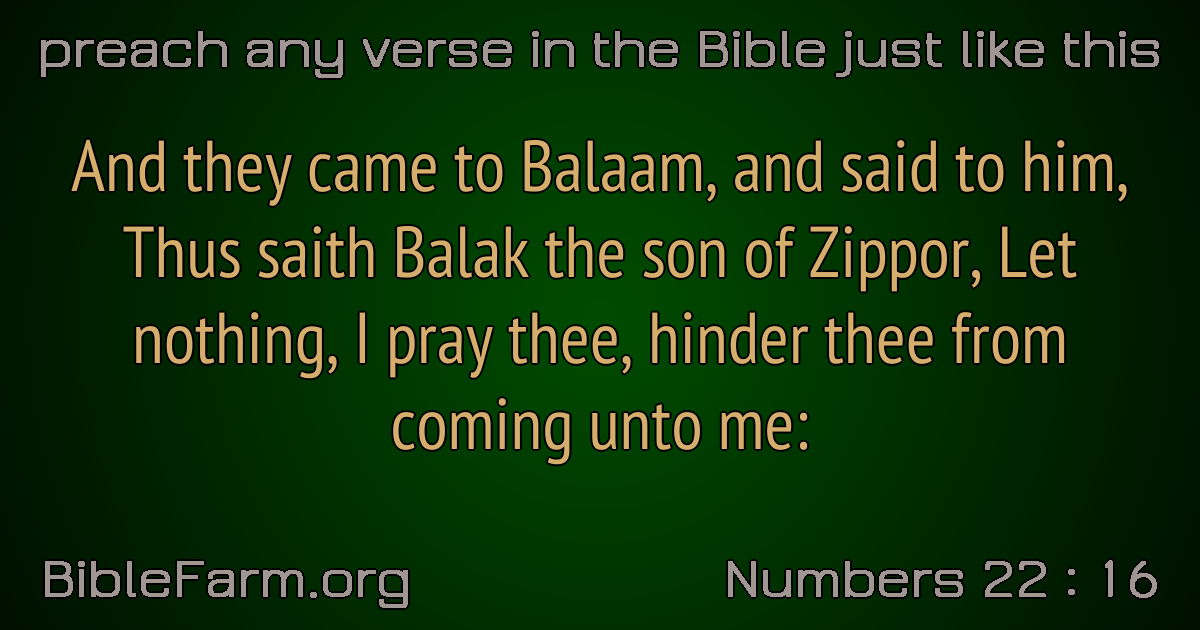 preach any verse in the Bible just like this
And they came to Balaam, and said to him,
Thus saith Balak the son of Zippor, Let
nothing, I pray thee, hinder thee from
coming unto me:
BibleFarm.org
Numbers 22 : 16